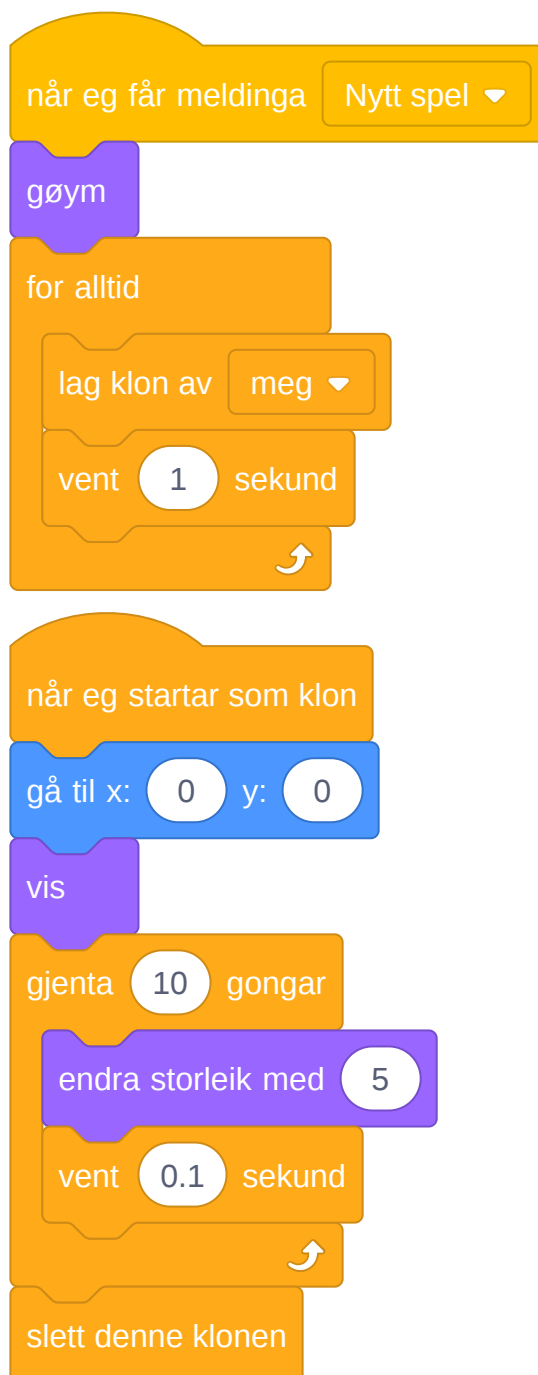 når eg får meldinga Nytt spel
gøym
for alltid
lag klon av meg
vent 1 sekund
når eg startar som klon
gå til x: 0 y: 0
vis
gjenta 10 gongar
endra storleik med 5
vent 0.1 sekund
slett denne klonen